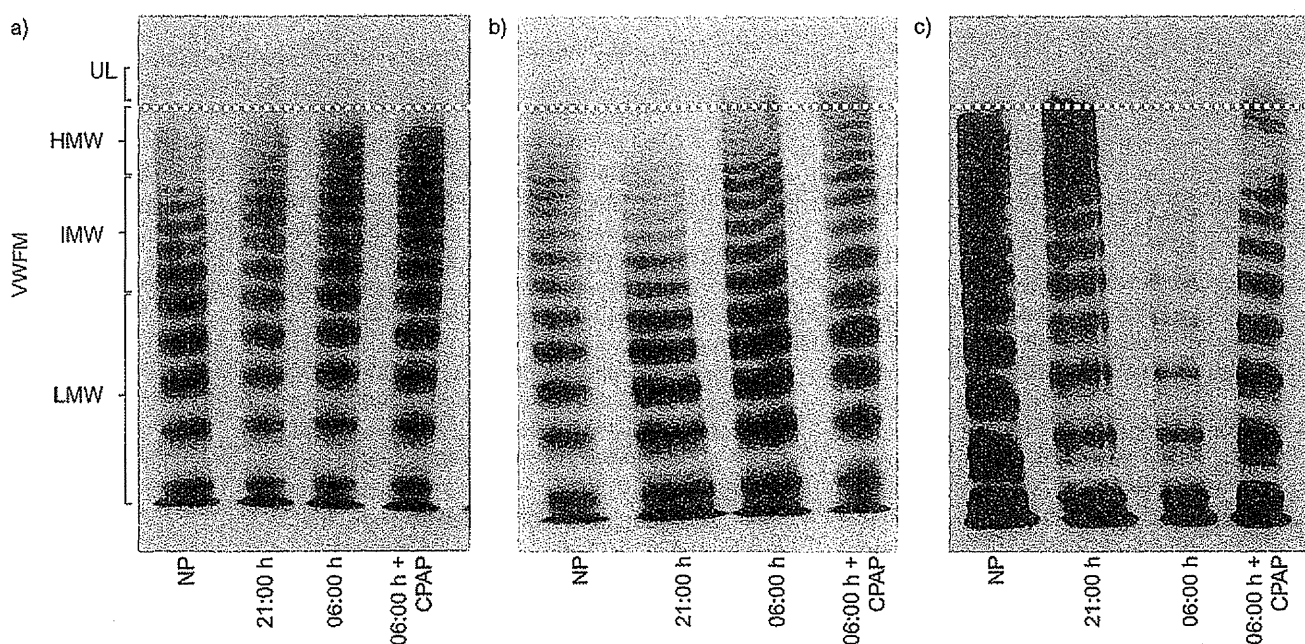 a)
b)
c)
UL
HMW
IMW
LMW
VWFM
NP
21:00 h
06:00 h
06:00 h +
CPAP
NP
21:00 h
06:00 h
06:00 h +
CPAP
NP
21:00 h
06:00 h
06:00 h +
CPAP